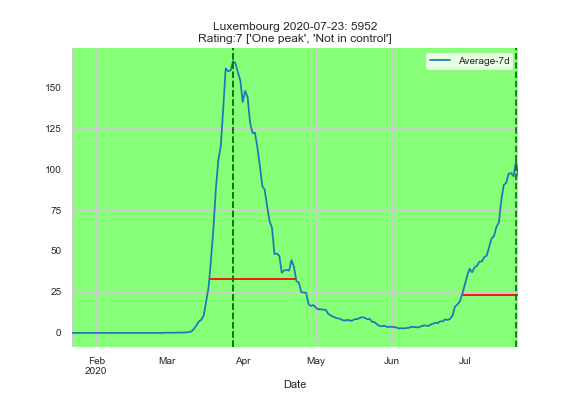 Luxembourg 2020-07-23: 5952
Rating:7 ['One peak', 'Not in control']
Average-7d
150
125
100
75
50
25
0
Feb
2020
Mar
Apr
May
Jun
Jul
Date